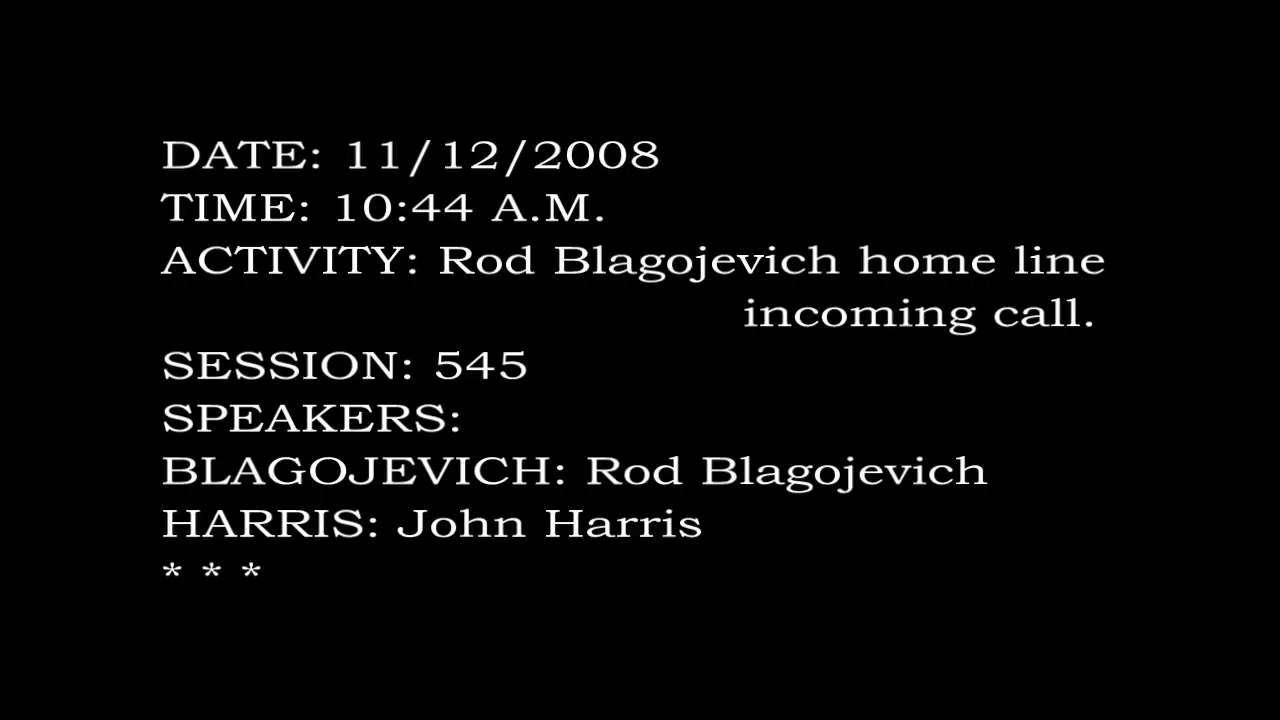 DATE: 11/12/2008
TIME: 10:44 A.M.
ACTIVITY: Rod Blagojevich home line
incoming call.
SESSION: 545
SPEAKERS:
BLAGOJEVICH: Rod Blagojevich
HARRIS: John Harris
* * *